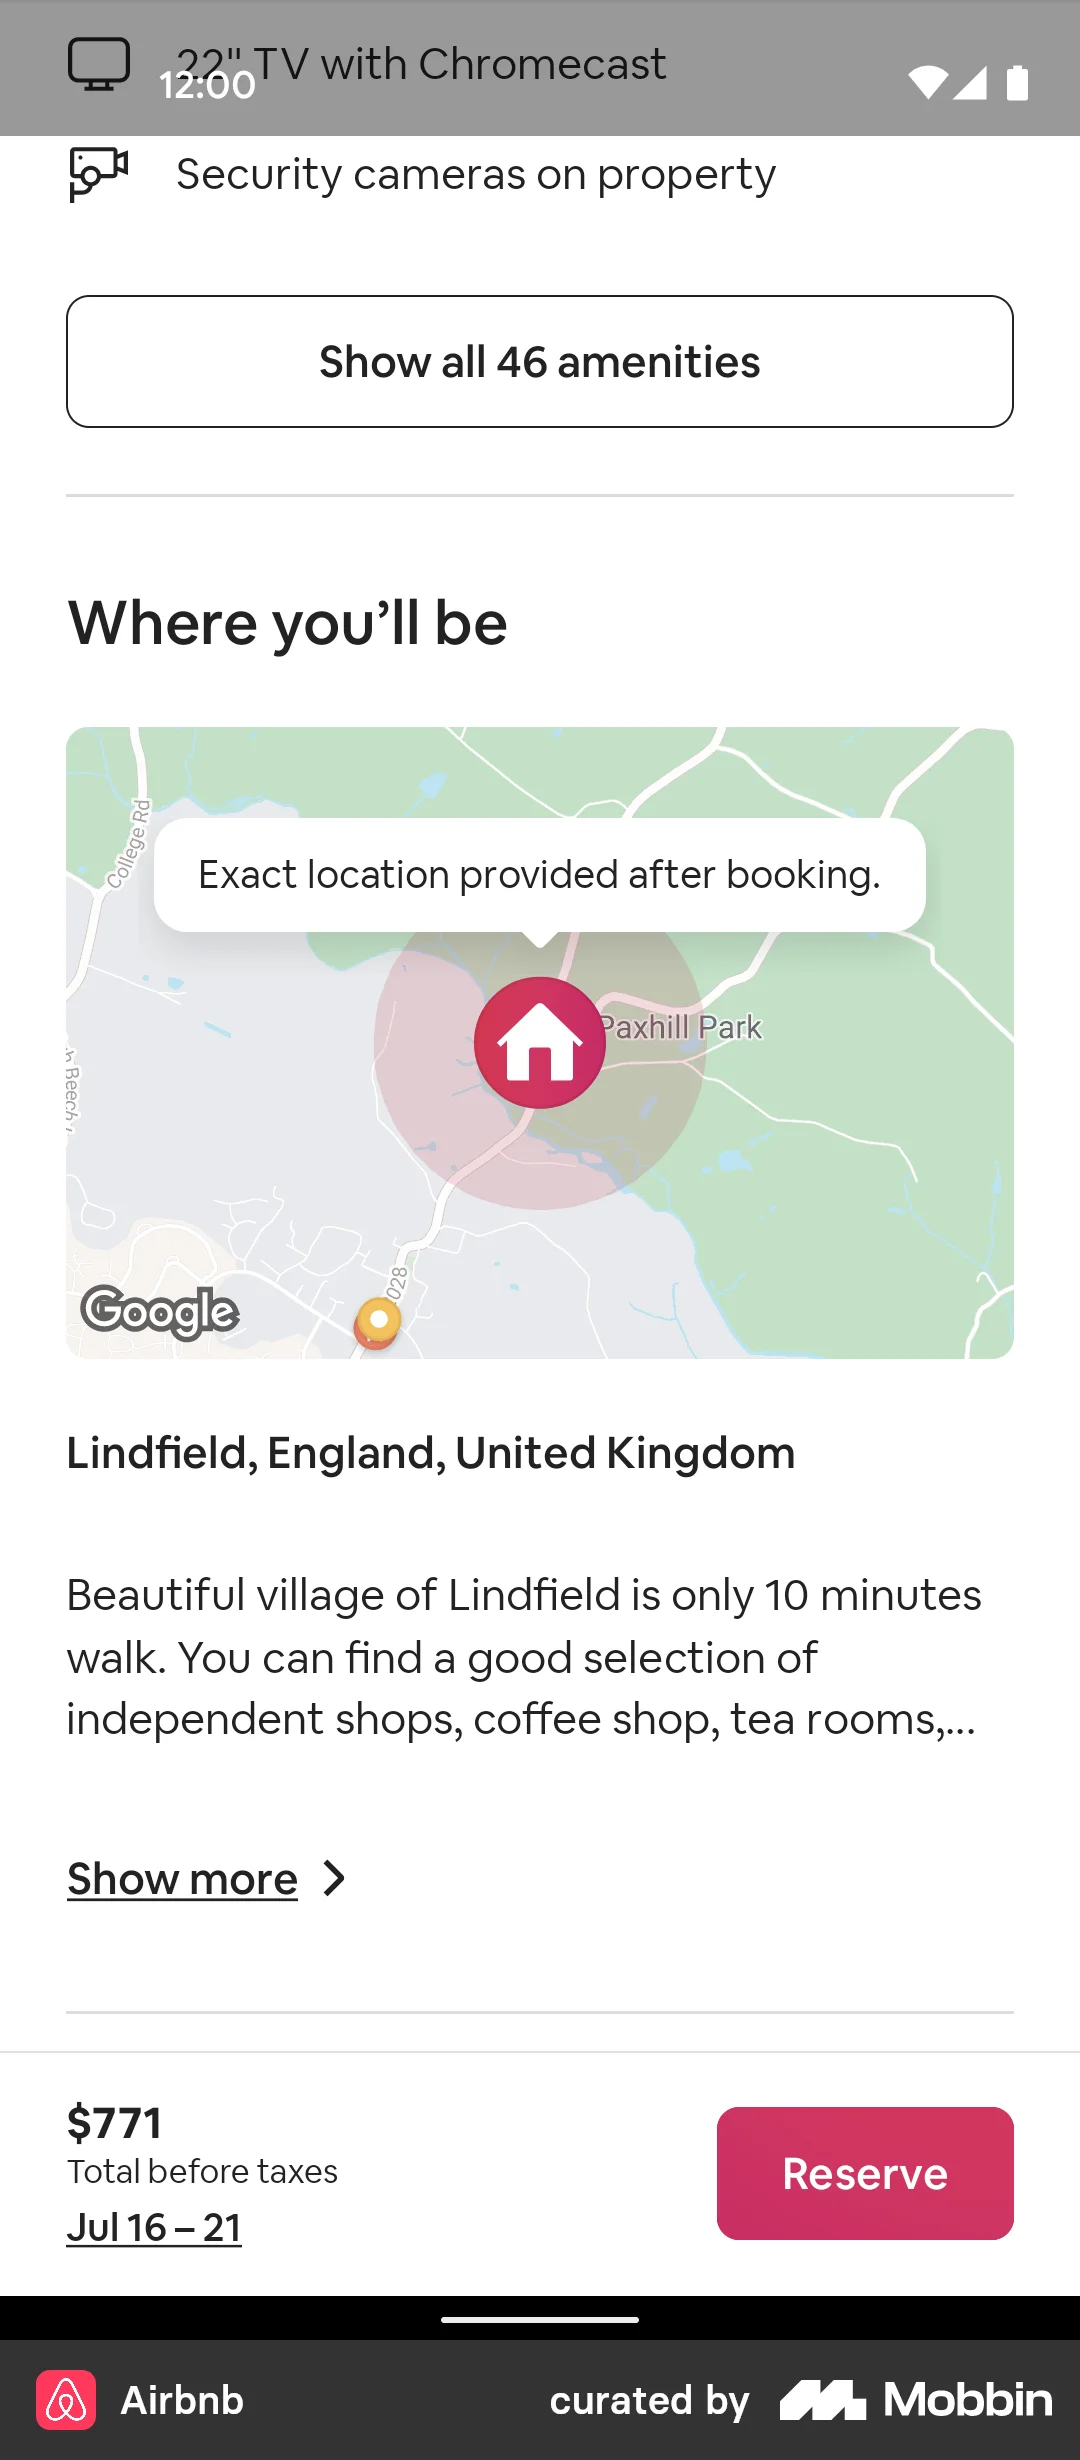 22" TV with Chromecast
12:00
Security cameras on property
Show all 46 amenities
Where you’ll be
College Rd
Exact location provided after booking.
Paxhill Park
Google
Lindfield, England, United Kingdom
Beautiful village of Lindfield is only 10 minutes
walk. You can find a good selection of
independent shops, coffee shop, tea rooms,...
Show more
$771
Total before taxes
Jul 16 – 21
Reserve
Airbnb
curated by Mobbin